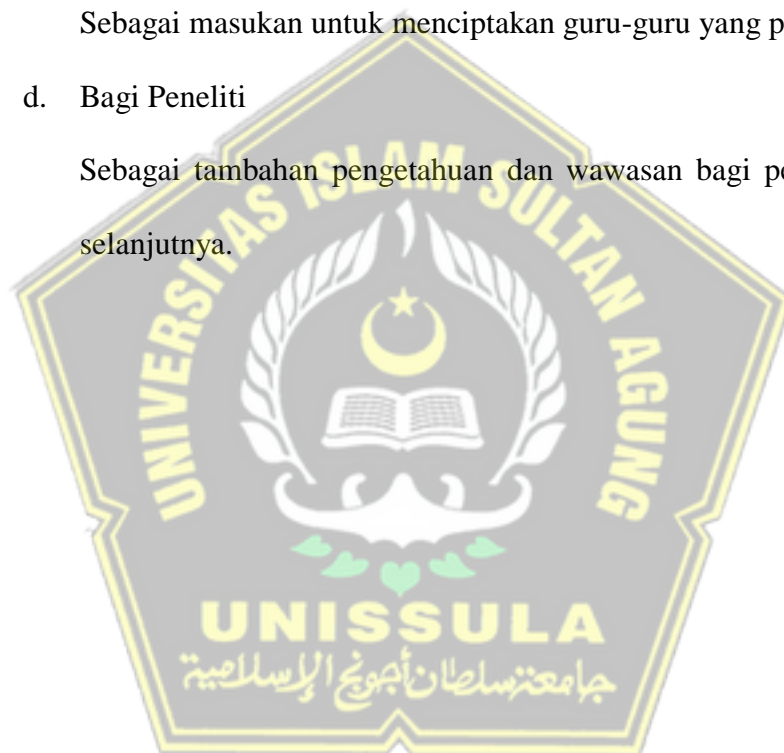 Sebagai masukan untuk menciptakan guru-guru yang
d. Bagi Peneliti
Sebagai tambahan pengetahuan dan wawasan bagi
selanjutnya.
UNIVERSITAS ISLAM SULTAN AGUNG
UNISSULA
جامعة سلطان أجونج الإسلامية